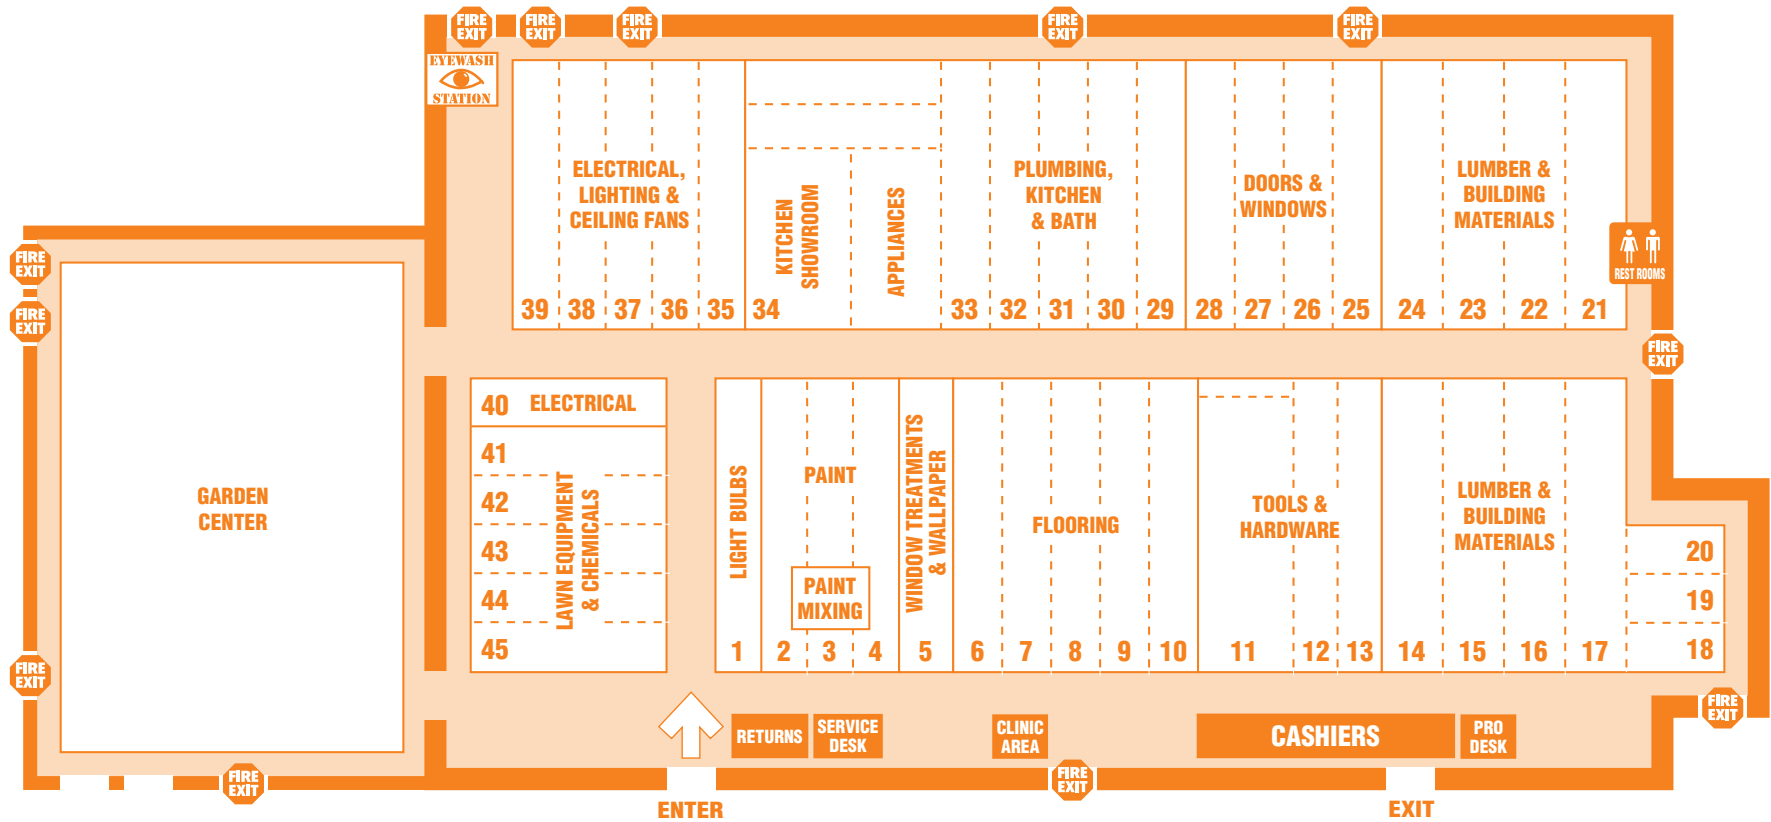 FIRE
EXIT
FIRE
EXIT
FIRE
EXIT
FIRE
EXIT
FIRE
EXIT
EYEWASH
STATION
ELECTRICAL,
LIGHTING &
CEILING FANS
KITCHEN
SHOWROOM
APPLIANCES
PLUMBING,
KITCHEN
& BATH
DOORS &
WINDOWS
LUMBER &
BUILDING
MATERIALS
REST ROOMS
FIRE
EXIT
FIRE
EXIT
39 38 37 36 35 34 33 32 31 30 29 28 27 26 25 24 23 22 21
FIRE
EXIT
GARDEN
CENTER
40 ELECTRICAL
41
42
43
44
45
LAWN EQUIPMENT
& CHEMICALS
LIGHT BULBS
PAINT
PAINT
MIXING
WINDOW TREATMENTS
& WALLPAPER
FLOORING
TOOLS &
HARDWARE
LUMBER &
BUILDING
MATERIALS
20
19
18
1 2 3 4 5 6 7 8 9 10 11 12 13 14 15 16 17
FIRE
EXIT
FIRE
EXIT
RETURNS
SERVICE
DESK
CLINIC
AREA
CASHIERS
PRO
DESK
FIRE
EXIT
FIRE
EXIT
ENTER
EXIT